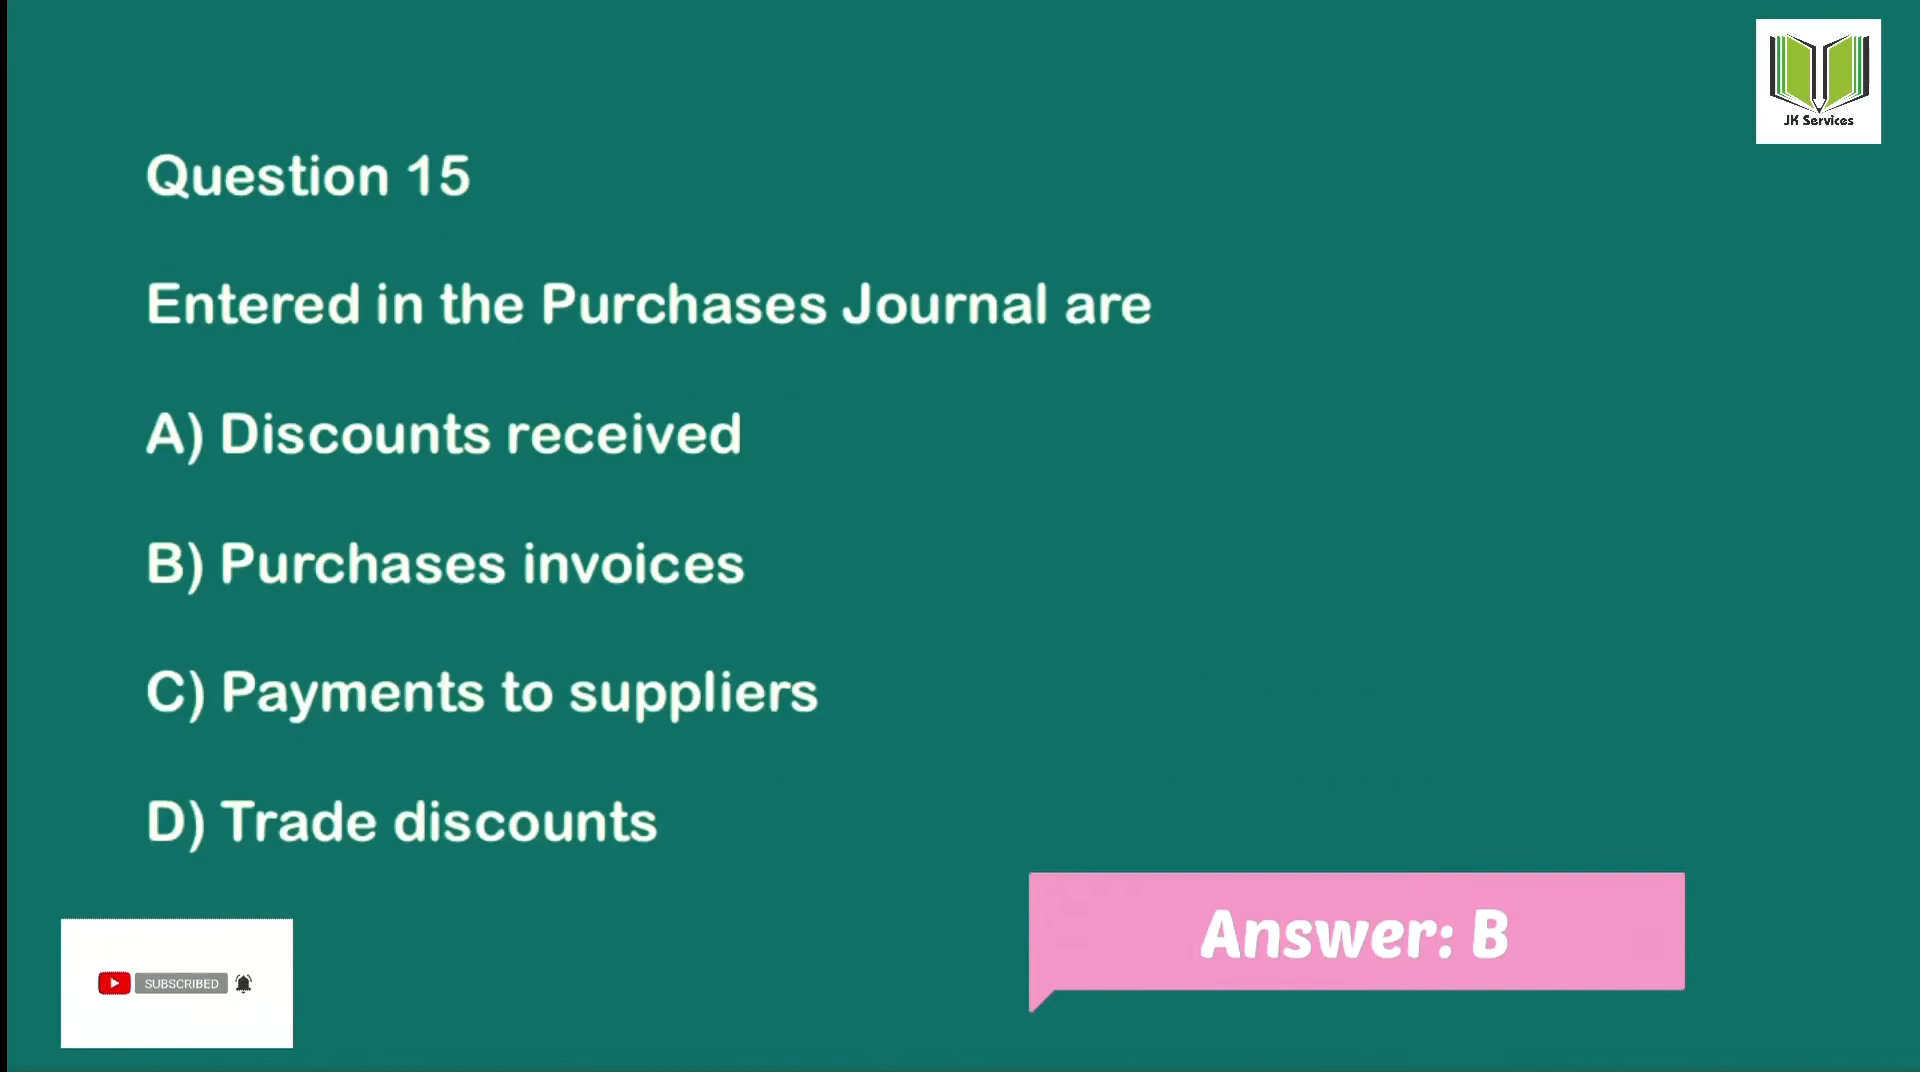 JK Services
Question 15
Entered in the Purchases Journal are
A) Discounts received
B) Purchases invoices
C) Payments to suppliers
D) Trade discounts
Answer: B
SUBSCRIBED